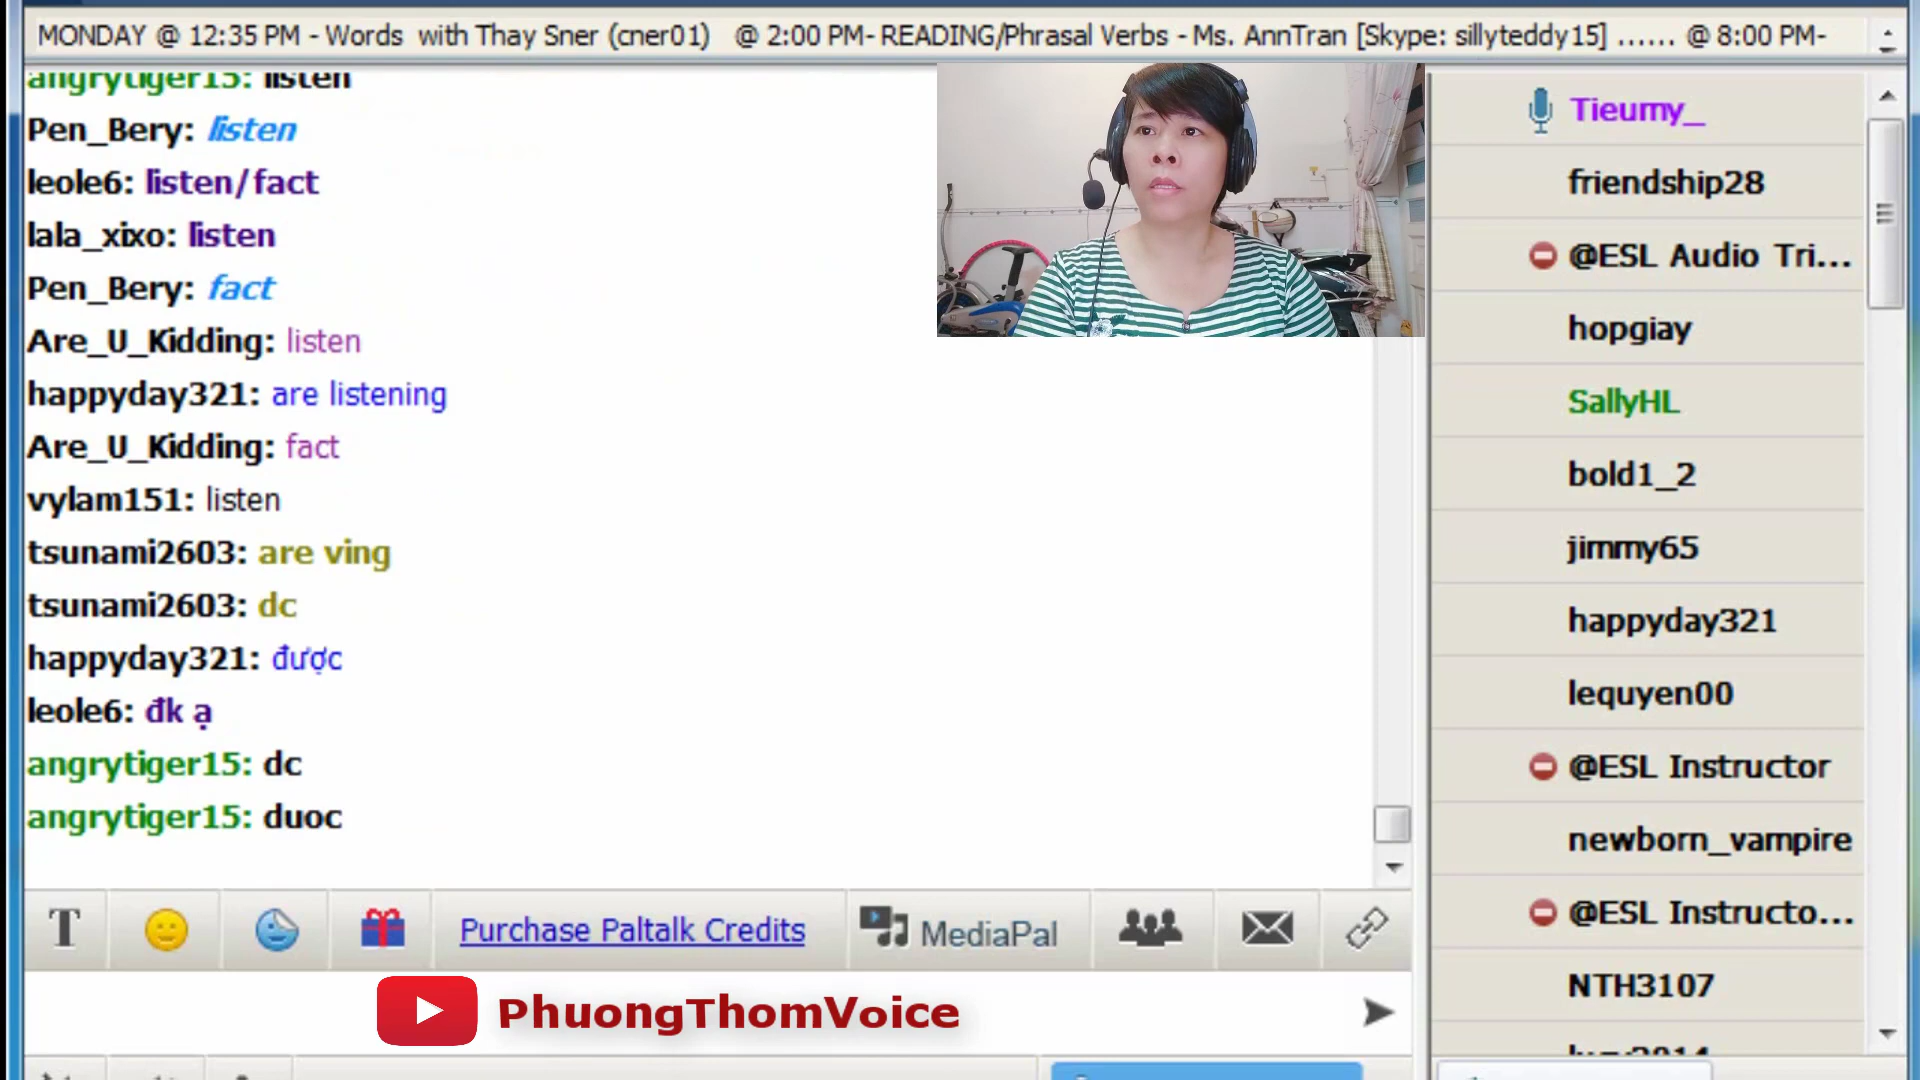 MONDAY @ 12:35 PM - Words with Thay Sner (cner01) @ 2:00 PM- READING/Phrasal Verbs - Ms. AnnTran [Skype: sillyteddy15] ...... @ 8:00 PM-
angrytiger15: listen
Pen_Bery: listen
leole6: listen/fact
lala_xixo: listen
Pen_Bery: fact
Are_U_Kidding: listen
happyday321: are listening
Are_U_Kidding: fact
vylam151: listen
tsunami2603: are ving
tsunami2603: dc
happyday321: được
leole6: đk ạ
angrytiger15: dc
angrytiger15: duoc
Tieumy_
friendship28
@ESL Audio Tri...
hopgiay
SallyHL
bold1_2
jimmy65
happyday321
lequyen00
@ESL Instructor
newborn_vampire
@ESL Instructo...
NTH3107
T Purchase Paltalk Credits MediaPal
PhuongThomVoice